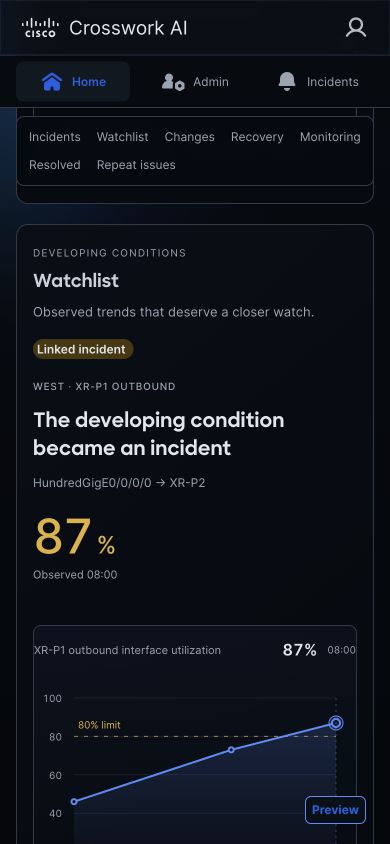 CISCO Crosswork AI
Home Admin Incidents
Incidents Watchlist Changes Recovery Monitoring
Resolved Repeat issues
DEVELOPING CONDITIONS
Watchlist
Observed trends that deserve a closer watch.
Linked incident
WEST · XR-P1 OUTBOUND
The developing condition
became an incident
HundredGigE0/0/0/0 → XR-P2
87 %
Observed 08:00
XR-P1 outbound interface utilization 87% 08:00
100
80% limit
80
60
40
Preview